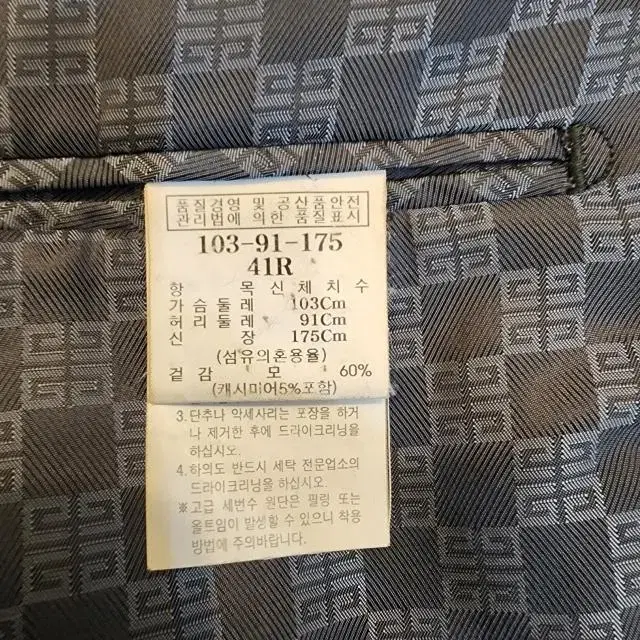 품질경영 및 공산품안전
관리법에 의한 품질표시
103-91-175
41R
항 목 신 체 치 수
가슴둘레 103Cm
허리둘레 91Cm
신 장 175Cm
(섬유의혼용율)
겉 감 모 60%
(캐시미어5%포함)
3. 단추나 악세사리는 포장을 하거
나 제거한 후에 드라이크리닝을
하십시오.
4. 하의도 반드시 세탁 전문업소의
드라이크리닝을 하십시오.
※고급 세번수 원단은 필링 또는
올트임이 발생할 수 있으니 착용
방법에 주의바랍니다.